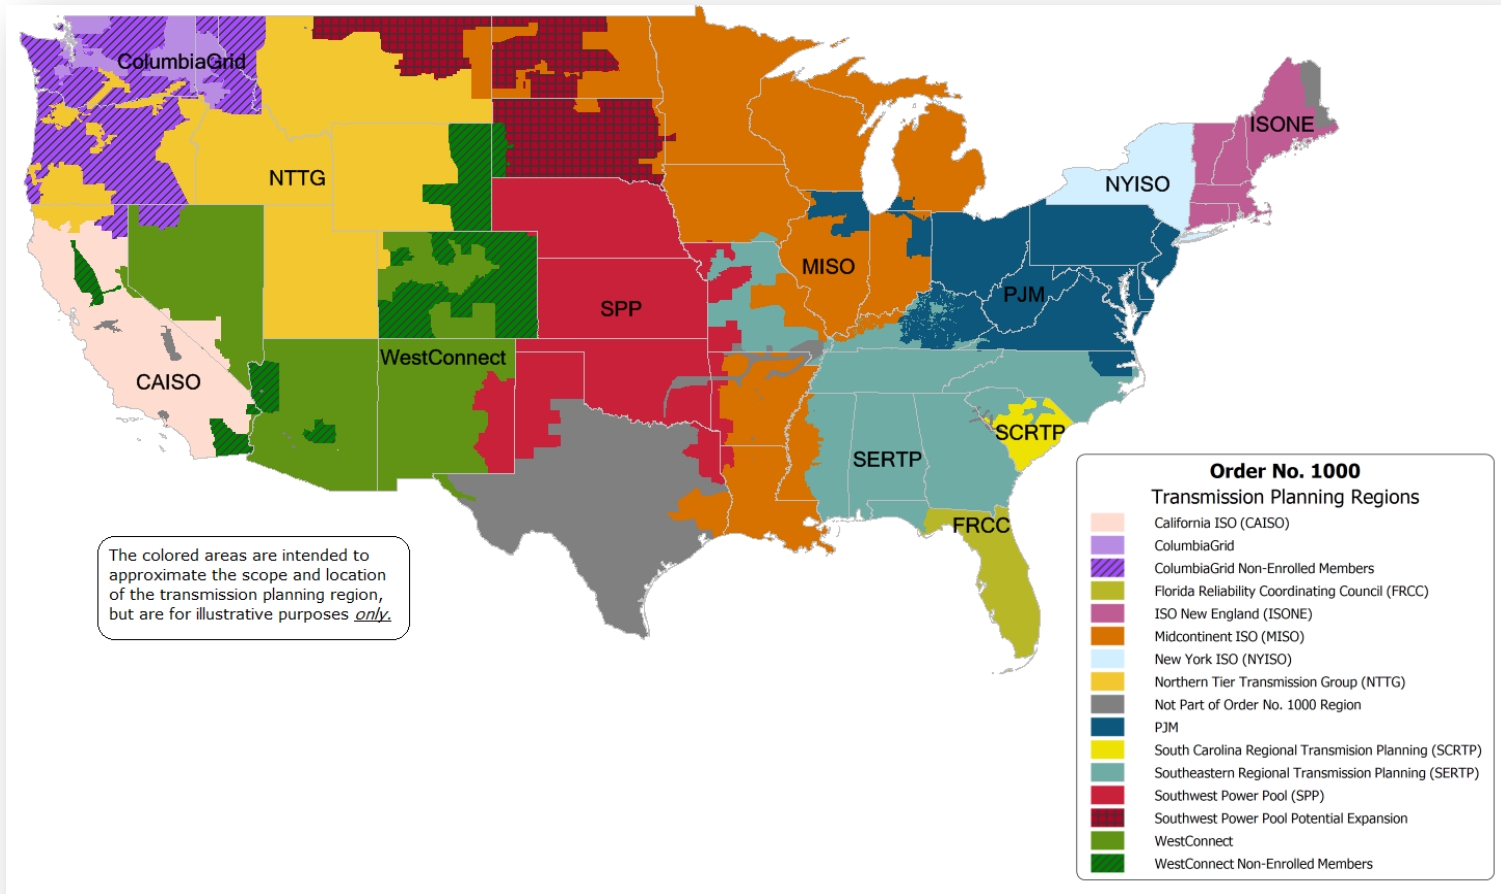 ColumbiaGrid
ISONE
NTTG
NYISO
MISO
PJM
SPP
WestConnect
CAISO
SCRTP
SERTP
FRCC
The colored areas are intended to
approximate the scope and location
of the transmission planning region,
but are for illustrative purposes only.
Order No. 1000
Transmission Planning Regions
California ISO (CAISO)
ColumbiaGrid
ColumbiaGrid Non-Enrolled Members
Florida Reliability Coordinating Council (FRCC)
ISO New England (ISONE)
Midcontinent ISO (MISO)
New York ISO (NYISO)
Northern Tier Transmission Group (NTTG)
Not Part of Order No. 1000 Region
PJM
South Carolina Regional Transmision Planning (SCRTP)
Southeastern Regional Transmission Planning (SERTP)
Southwest Power Pool (SPP)
Southwest Power Pool Potential Expansion
WestConnect
WestConnect Non-Enrolled Members